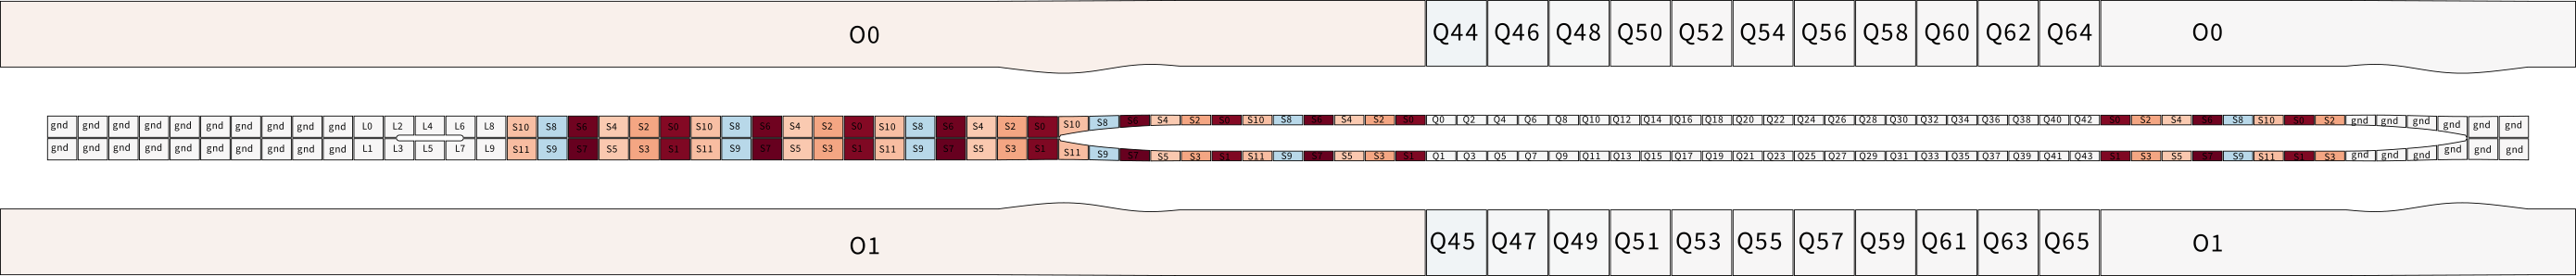 O0 Q44 Q46 Q48 Q50 Q52 Q54 Q56 Q58 Q60 Q62 Q64 O0
gnd gnd gnd gnd gnd gnd gnd gnd gnd gnd L0 L2 L4 L6 L8 S10 S8 S6 S4 S2 S0 S10 S8 S6 S4 S2 S0 S10 S8 S6 S4 S2 S0 S10 S8 S6 S4 S2 S0 S10 S8 S6 S4 S2 S0 Q0 Q2 Q4 Q6 Q8 Q10 Q12 Q14 Q16 Q18 Q20 Q22 Q24 Q26 Q28 Q30 Q32 Q34 Q36 Q38 Q40 Q42 S0 S2 S4 S6 S8 S10 S0 S2 gnd gnd gnd gnd gnd gnd
gnd gnd gnd gnd gnd gnd gnd gnd gnd gnd L1 L3 L5 L7 L9 S11 S9 S7 S5 S3 S1 S11 S9 S7 S5 S3 S1 S11 S9 S7 S5 S3 S1 S11 S9 S7 S5 S3 S1 S11 S9 S7 S5 S3 S1 Q1 Q3 Q5 Q7 Q9 Q11 Q13 Q15 Q17 Q19 Q21 Q23 Q25 Q27 Q29 Q31 Q33 Q35 Q37 Q39 Q41 Q43 S1 S3 S5 S7 S9 S11 S1 S3 gnd gnd gnd gnd gnd gnd
O1 Q45 Q47 Q49 Q51 Q53 Q55 Q57 Q59 Q61 Q63 Q65 O1